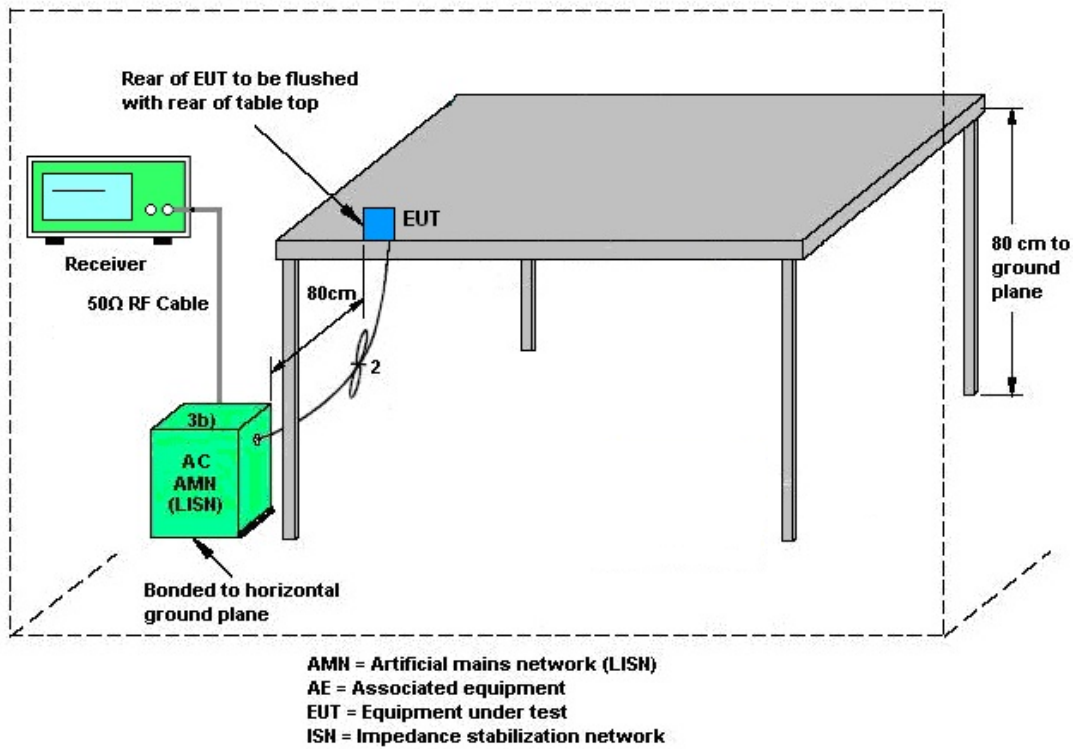 Rear of EUT to be flushed
with rear of table top
EUT
Receiver
50Ω RF Cable
80cm
80 cm to
ground
plane
2
3b)
AC
AMN
(LISN)
Bonded to horizontal
ground plane
AMN = Artificial mains network (LISN)
AE = Associated equipment
EUT = Equipment under test
ISN = Impedance stabilization network